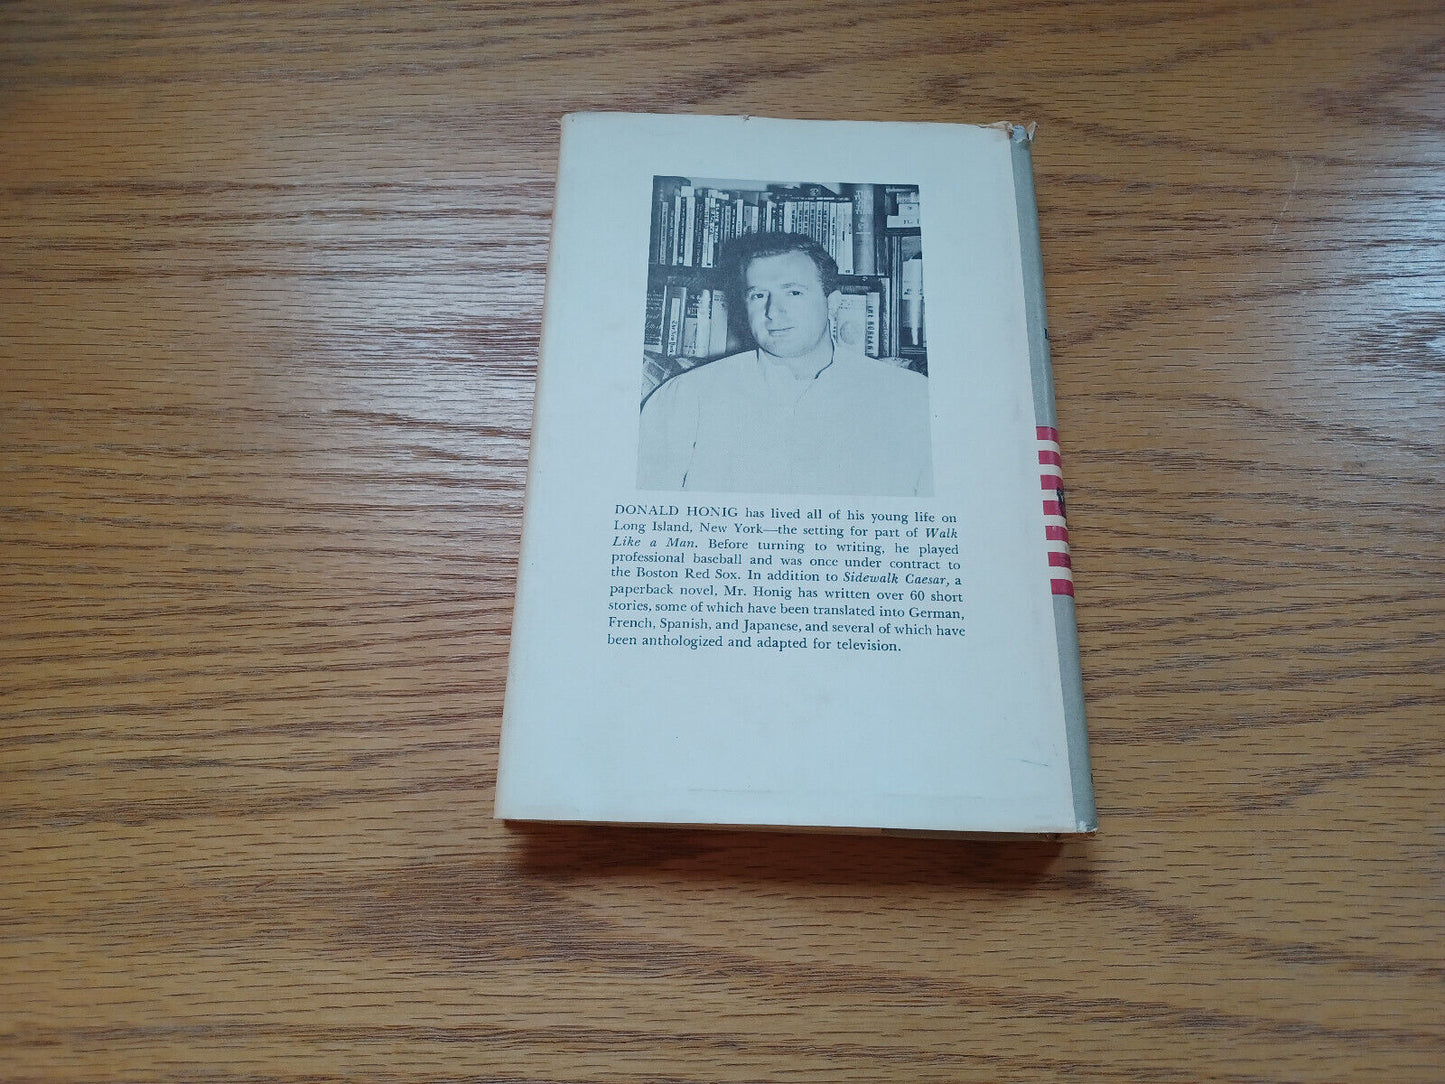 DONALD HONIG has lived all of his young life on
Long Island, New York—the setting for part of Walk
Like a Man. Before turning to writing, he played
professional baseball and was once under contract to
the Boston Red Sox. In addition to Sidewalk Caesar, a
paperback novel, Mr. Honig has written over 60 short
stories, some of which have been translated into German,
French, Spanish, and Japanese, and several of which have
been anthologized and adapted for television.